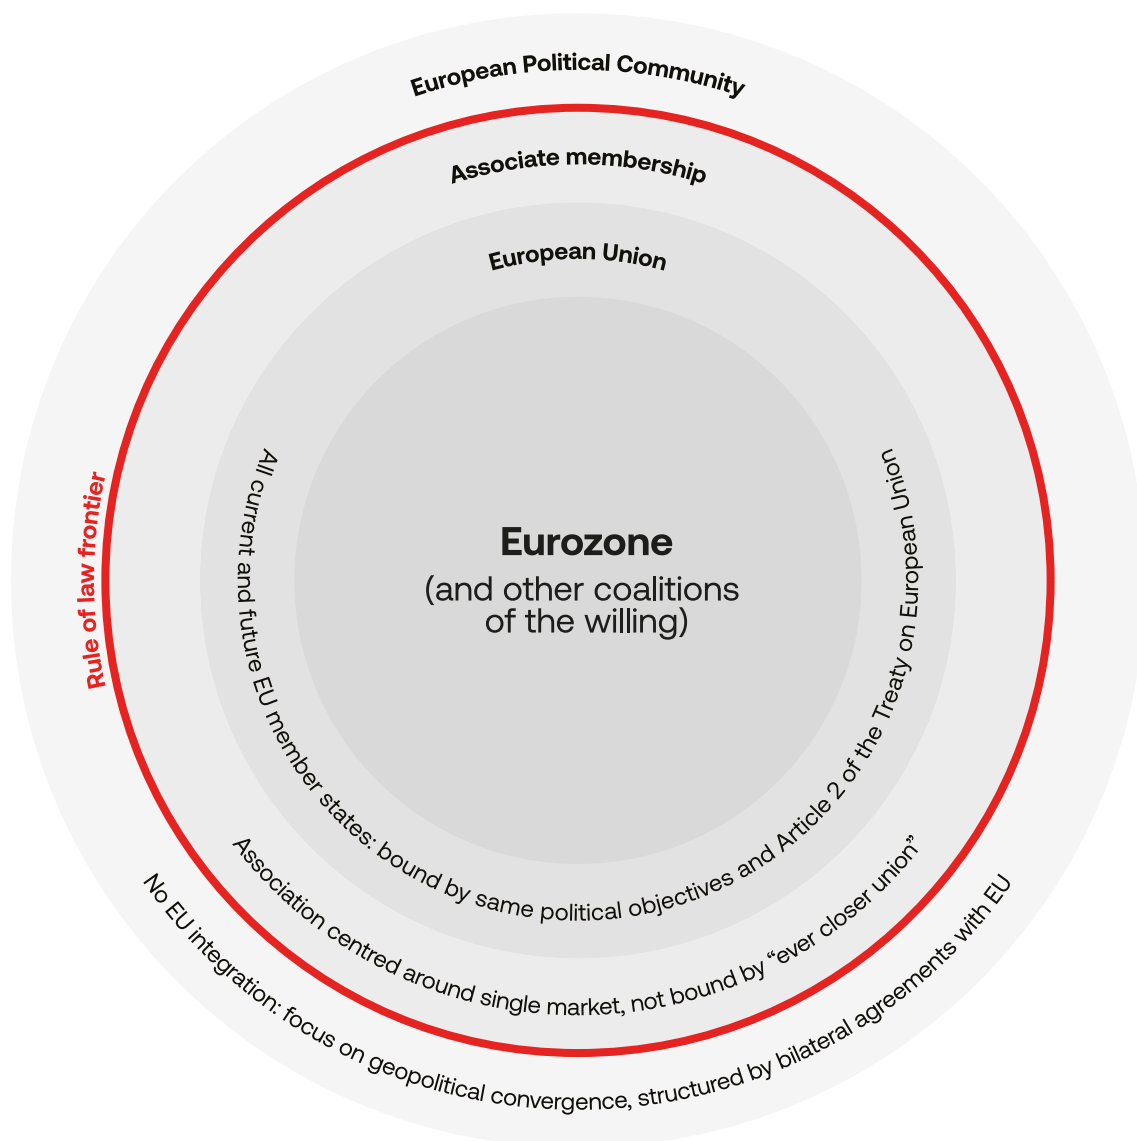 European Political Community
Associate membership
European Union
Eurozone
(and other coalitions
of the willing)
Rule of law frontier
All current and future EU member states: bound by same political objectives and Article 2 of the Treaty on European Union
Association centred around single market, not bound by “ever closer union”
No EU integration: focus on geopolitical convergence, structured by bilateral agreements with EU